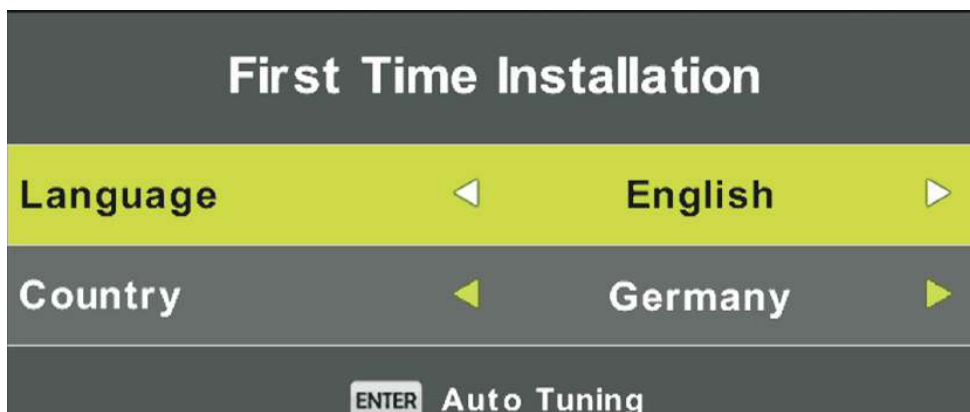 First Time Installation
Language English
Country Germany
ENTER Auto Tuning